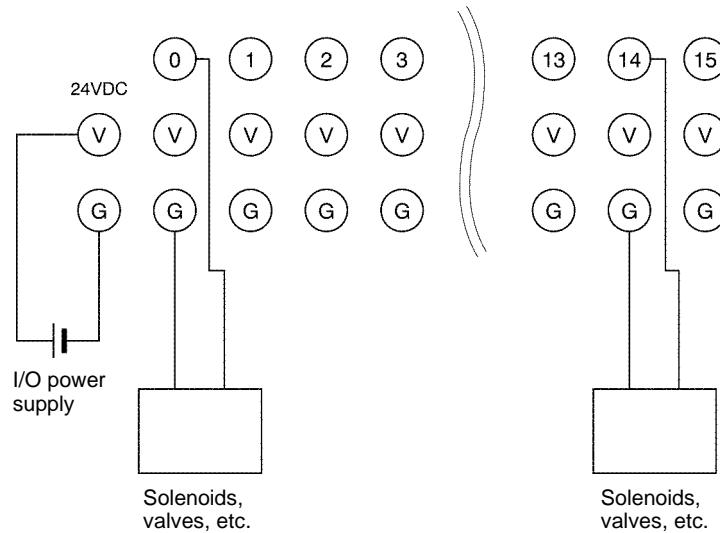 0 1 2 3 13 14 15
24VDC
V V V V V V V V
G G G G G G G G
I/O power
supply
Solenoids,
valves, etc.
Solenoids,
valves, etc.